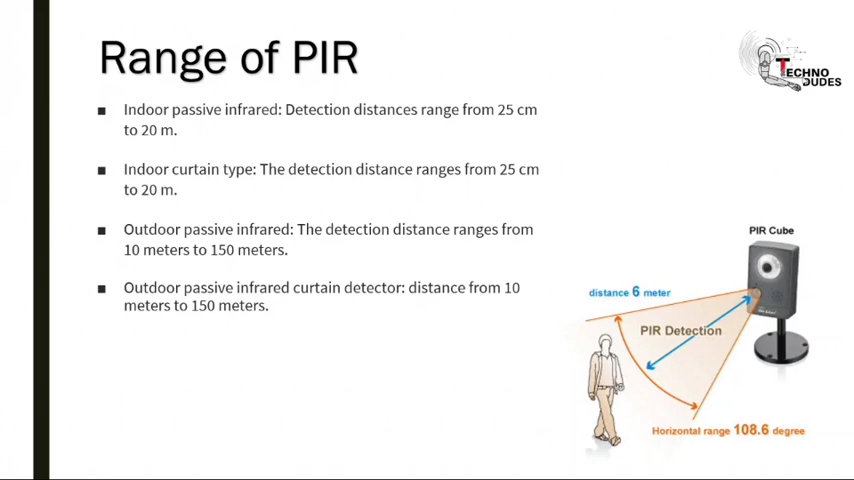 Range of PIR
TECHNO
DUDES
■ Indoor passive infrared: Detection distances range from 25 cm
to 20 m.
■ Indoor curtain type: The detection distance ranges from 25 cm
to 20 m.
■ Outdoor passive infrared: The detection distance ranges from
10 meters to 150 meters.
■ Outdoor passive infrared curtain detector: distance from 10
meters to 150 meters.
PIR Cube
distance 6 meter
PIR Detection
Horizontal range 108.6 degree